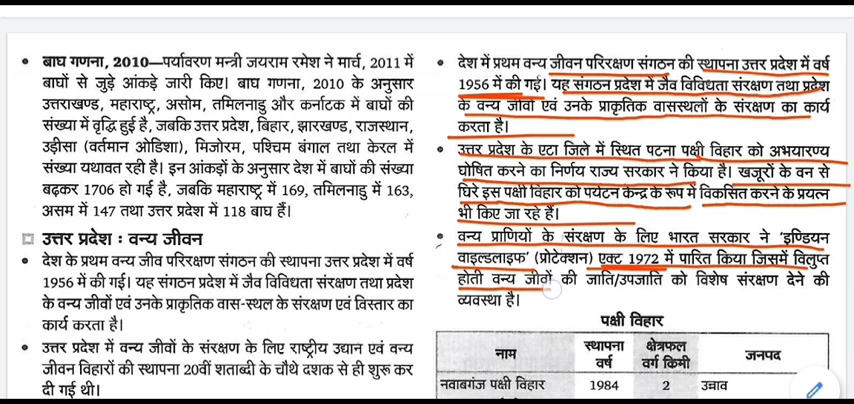 • बाघ गणना, 2010—पर्यावरण मन्त्री जयराम रमेश ने मार्च, 2011 में
बाघों से जुड़े आंकड़े जारी किए। बाघ गणना, 2010 के अनुसार
उत्तराखण्ड, महाराष्ट्र, असोम, तमिलनाडु और कर्नाटक में बाघों की
संख्या में वृद्धि हुई है, जबकि उत्तर प्रदेश, बिहार, झारखण्ड, राजस्थान,
उड़ीसा (वर्तमान ओडिशा), मिजोरम, पश्चिम बंगाल तथा केरल में
संख्या यथावत रही है। इन आंकड़ों के अनुसार देश में बाघों की संख्या
बढ़कर 1706 हो गई है, जबकि महाराष्ट्र में 169, तमिलनाडु में 163,
असम में 147 तथा उत्तर प्रदेश में 118 बाघ हैं।
उत्तर प्रदेश : वन्य जीवन
• देश के प्रथम वन्य जीव परिरक्षण संगठन की स्थापना उत्तर प्रदेश में वर्ष
1956 में की गई। यह संगठन प्रदेश में जैव विविधता संरक्षण तथा प्रदेश
के वन्य जीवों एवं उनके प्राकृतिक वास-स्थल के संरक्षण एवं विस्तार का
कार्य करता है।
• उत्तर प्रदेश में वन्य जीवों के संरक्षण के लिए राष्ट्रीय उद्यान एवं वन्य
जीवन विहारों की स्थापना 20वीं शताब्दी के चौथे दशक से ही शुरू कर
दी गई थी।
• देश में प्रथम वन्य जीवन परिरक्षण संगठन की स्थापना उत्तर प्रदेश में वर्ष
1956 में की गई। यह संगठन प्रदेश में जैव विविधता संरक्षण तथा प्रदेश
के वन्य जीवों एवं उनके प्राकृतिक वासस्थलों के संरक्षण का कार्य
करता है।
• उत्तर प्रदेश के एटा जिले में स्थित पटना पक्षी विहार को अभयारण्य
घोषित करने का निर्णय राज्य सरकार ने किया है। खजूरों के वन से
घिरे इस पक्षी विहार को पर्यटन केन्द्र के रूप में विकसित करने के प्रयत्न
भी किए जा रहे हैं।
• वन्य प्राणियों के संरक्षण के लिए भारत सरकार ने 'इण्डियन
वाइल्डलाइफ' (प्रोटेक्शन) एक्ट 1972 में पारित किया जिसमें विलुप्त
होती वन्य जीवों की जाति/उपजाति को विशेष संरक्षण देने की
व्यवस्था है।
पक्षी विहार
नाम स्थापना वर्ष क्षेत्रफल वर्ग किमी जनपद
नवाबगंज पक्षी विहार 1984 2 उन्नाव